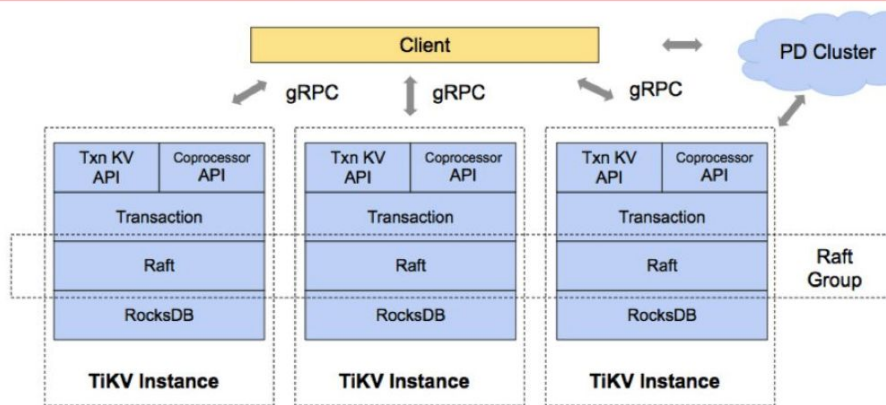 Client
PD Cluster
gRPC
gRPC
gRPC
Txn KV
API
Coprocessor
API
Transaction
Raft
RocksDB
TiKV Instance
Txn KV
API
Coprocessor
API
Transaction
Raft
RocksDB
TiKV Instance
Txn KV
API
Coprocessor
API
Transaction
Raft
RocksDB
TiKV Instance
Raft
Group